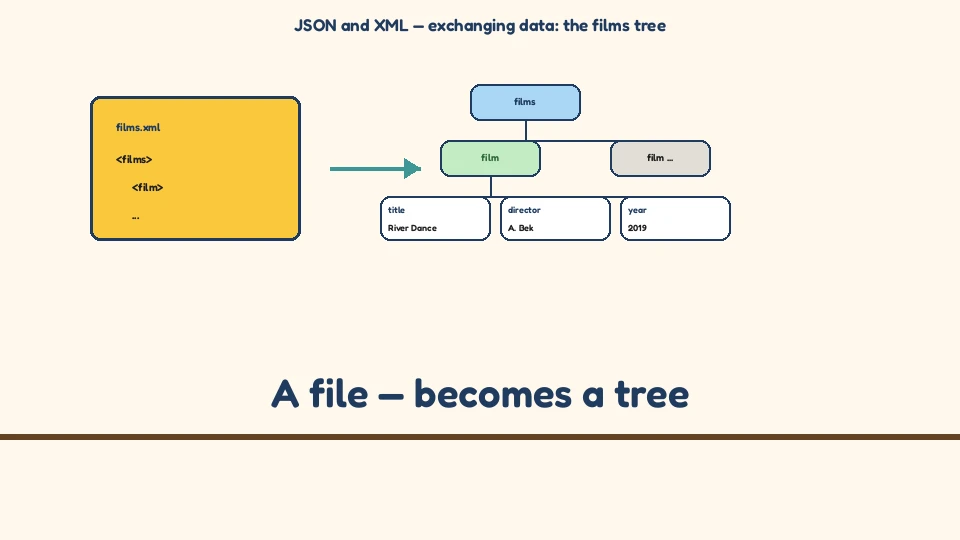 JSON and XML – exchanging data: the films tree
films.xml
<films>
<film>
...
films
film
film ...
title
River Dance
director
A. Bek
year
2019
A file – becomes a tree